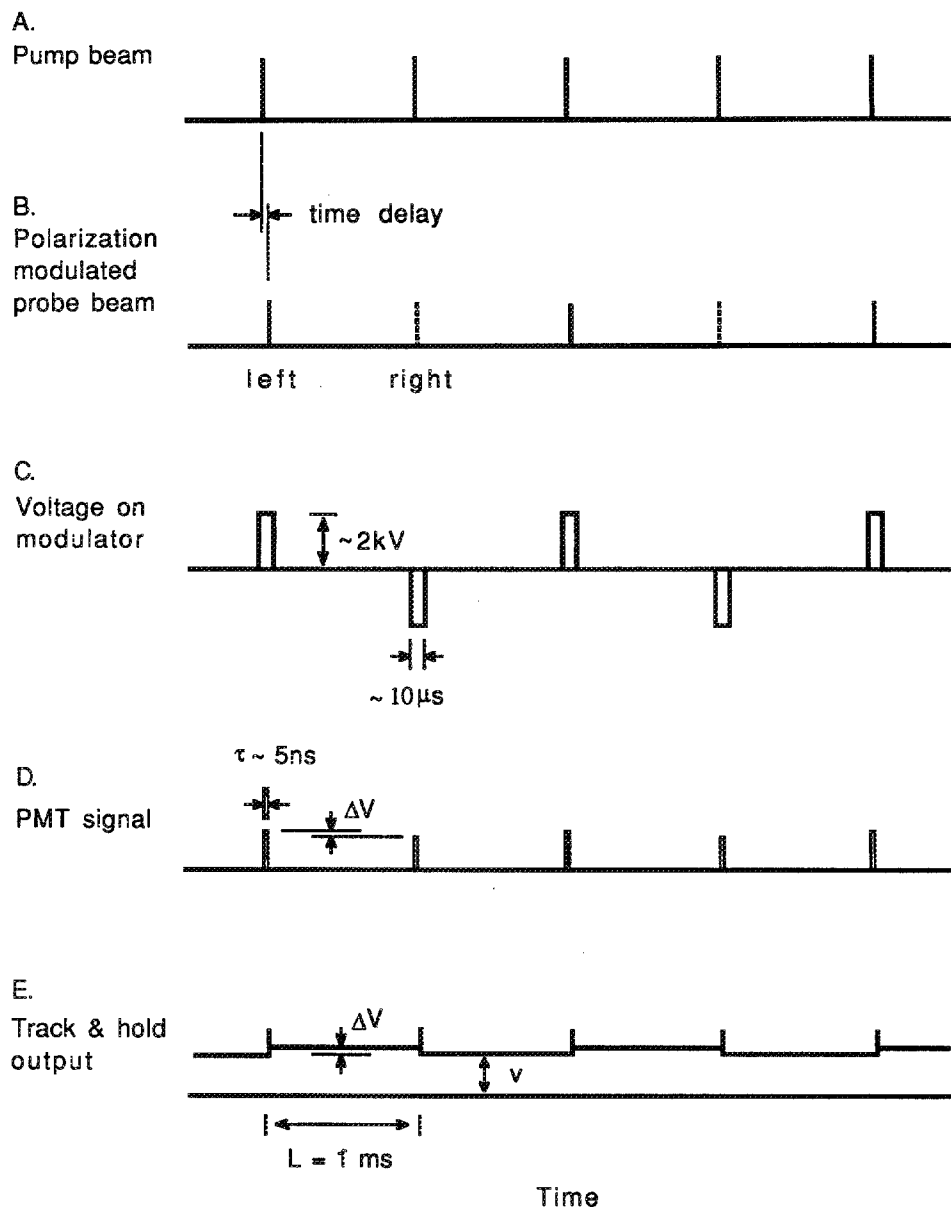 A.
Pump beam
B.
time delay
Polarization
modulated
probe beam
left right
C.
Voltage on
modulator
~2kV
~ 10µs
τ ~ 5ns
D.
ΔV
PMT signal
E.
ΔV
Track & hold
output
v
L = 1 ms
Time